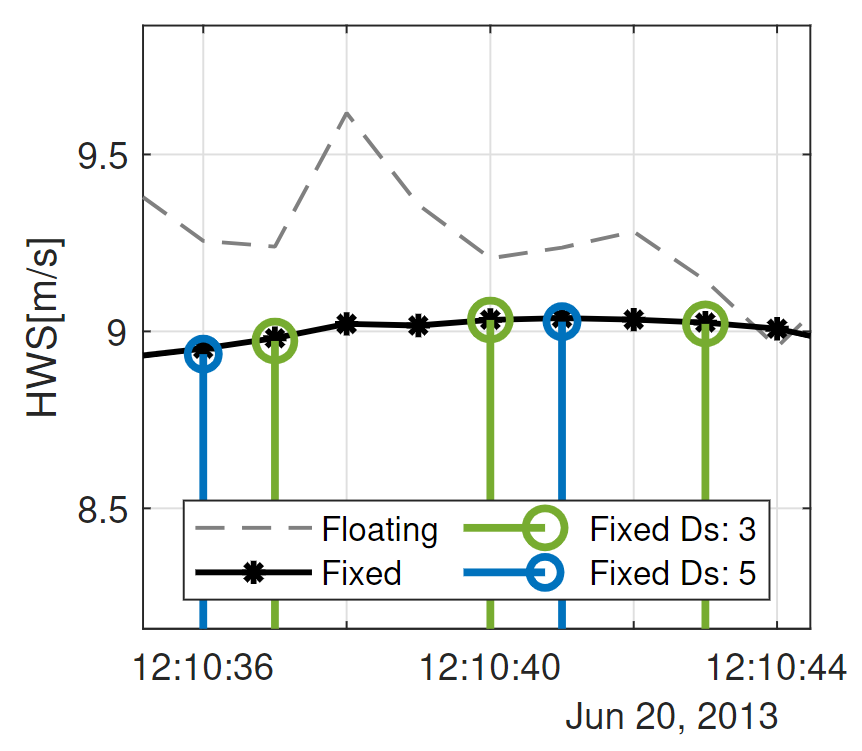 9.5
9
8.5
HWS[m/s]
Floating
Fixed Ds: 3
Fixed
Fixed Ds: 5
12:10:36
12:10:40
12:10:44
Jun 20, 2013